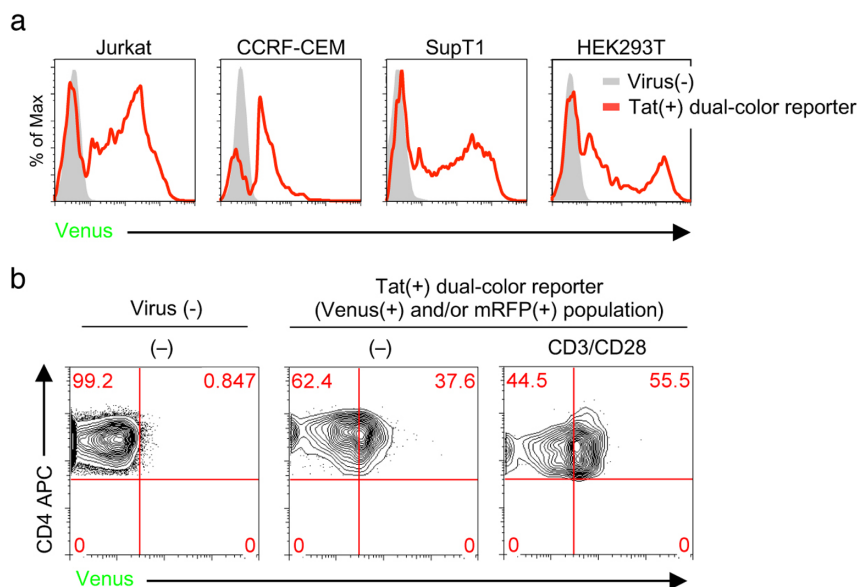 a
Jurkat CCRF-CEM SupT1 HEK293T
% of Max
Virus(-)
Tat(+) dual-color reporter
Venus
b
Tat(+) dual-color reporter
Virus (-) (Venus(+) and/or mRFP(+) population)
(–) (–) CD3/CD28
CD4 APC
99.2 0.847 62.4 37.6 44.5 55.5
0 0 0 0 0 0
Venus